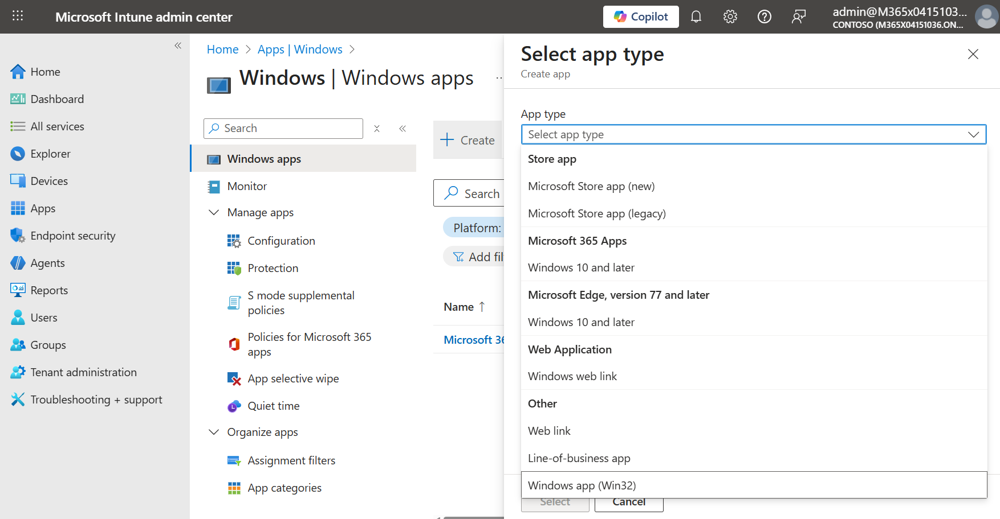 Microsoft Intune admin center
Copilot
admin@M365x0415103...
CONTOSO (M365X04151036.ON...
Home
Dashboard
All services
Explorer
Devices
Apps
Endpoint security
Agents
Reports
Users
Groups
Tenant administration
Troubleshooting + support
Home > Apps | Windows >
Windows | Windows apps
Search
Windows apps
Monitor
Manage apps
Configuration
Protection
S mode supplemental
policies
Policies for Microsoft 365
apps
App selective wipe
Quiet time
Organize apps
Assignment filters
App categories
Create
Search
Platform:
Add fil
Name ↑
Microsoft 36
Select app type
Create app
App type
Select app type
Store app
Microsoft Store app (new)
Microsoft Store app (legacy)
Microsoft 365 Apps
Windows 10 and later
Microsoft Edge, version 77 and later
Windows 10 and later
Web Application
Windows web link
Other
Web link
Line-of-business app
Windows app (Win32)
Select
Cancel